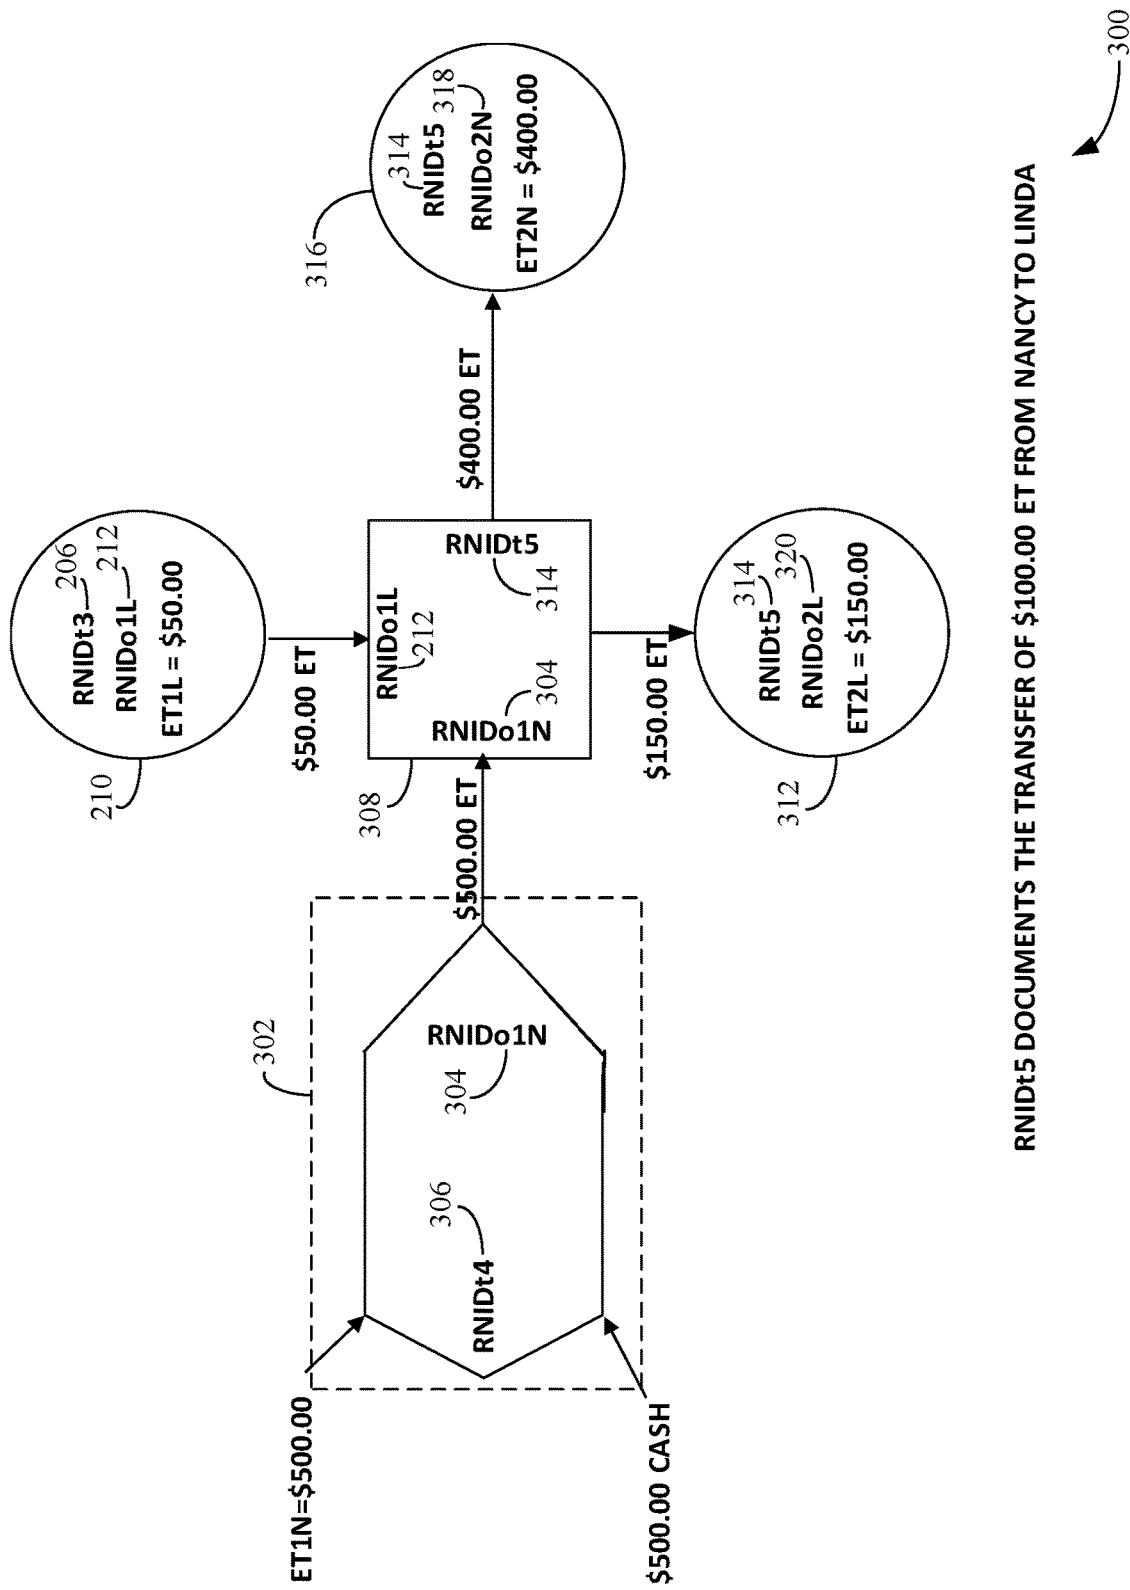 300
ET1N=$500.00
$500.00 CASH
302
RNIDt4
306
RNIDo1N
304
$500.00 ET
210
RNIDt3
206
RNIDo1L
212
ET1L = $50.00
$50.00 ET
308
RNIDo1L
212
RNIDo1N
304
RNIDt5
314
$400.00 ET
316
314
RNIDt5
318
RNIDo2N
ET2N = $400.00
$150.00 ET
312
RNIDt5
314
RNIDo2L
320
ET2L = $150.00
RNIDt5 DOCUMENTS THE TRANSFER OF $100.00 ET FROM NANCY TO LINDA